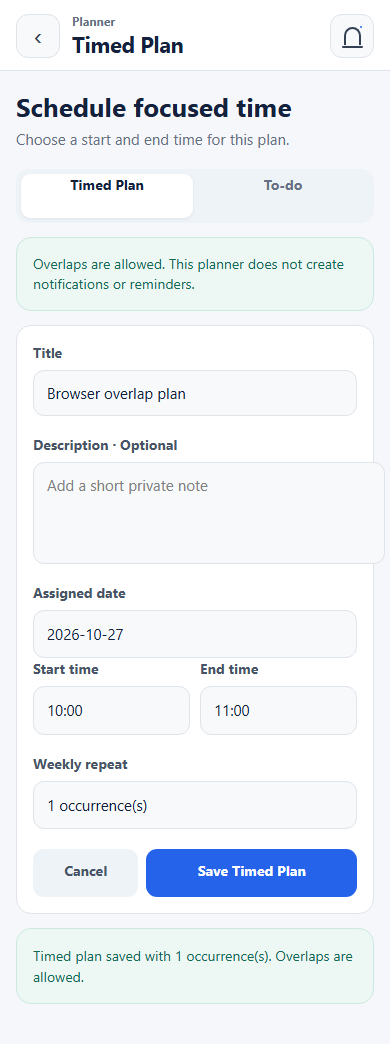 Planner
Timed Plan
Schedule focused time
Choose a start and end time for this plan.
Timed Plan
To-do
Overlaps are allowed. This planner does not create
notifications or reminders.
Title
Browser overlap plan
Description · Optional
Add a short private note
Assigned date
2026-10-27
Start time
End time
10:00
11:00
Weekly repeat
1 occurrence(s)
Cancel
Save Timed Plan
Timed plan saved with 1 occurrence(s). Overlaps are
allowed.